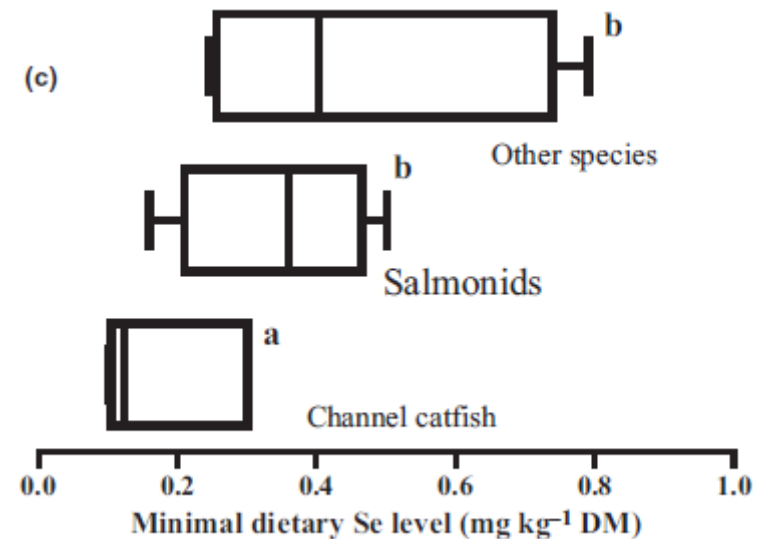 b
(c)
Other species
b
Salmonids
a
Channel catfish
0.0 0.2 0.4 0.6 0.8 1.0
Minimal dietary Se level (mg kg⁻¹ DM)